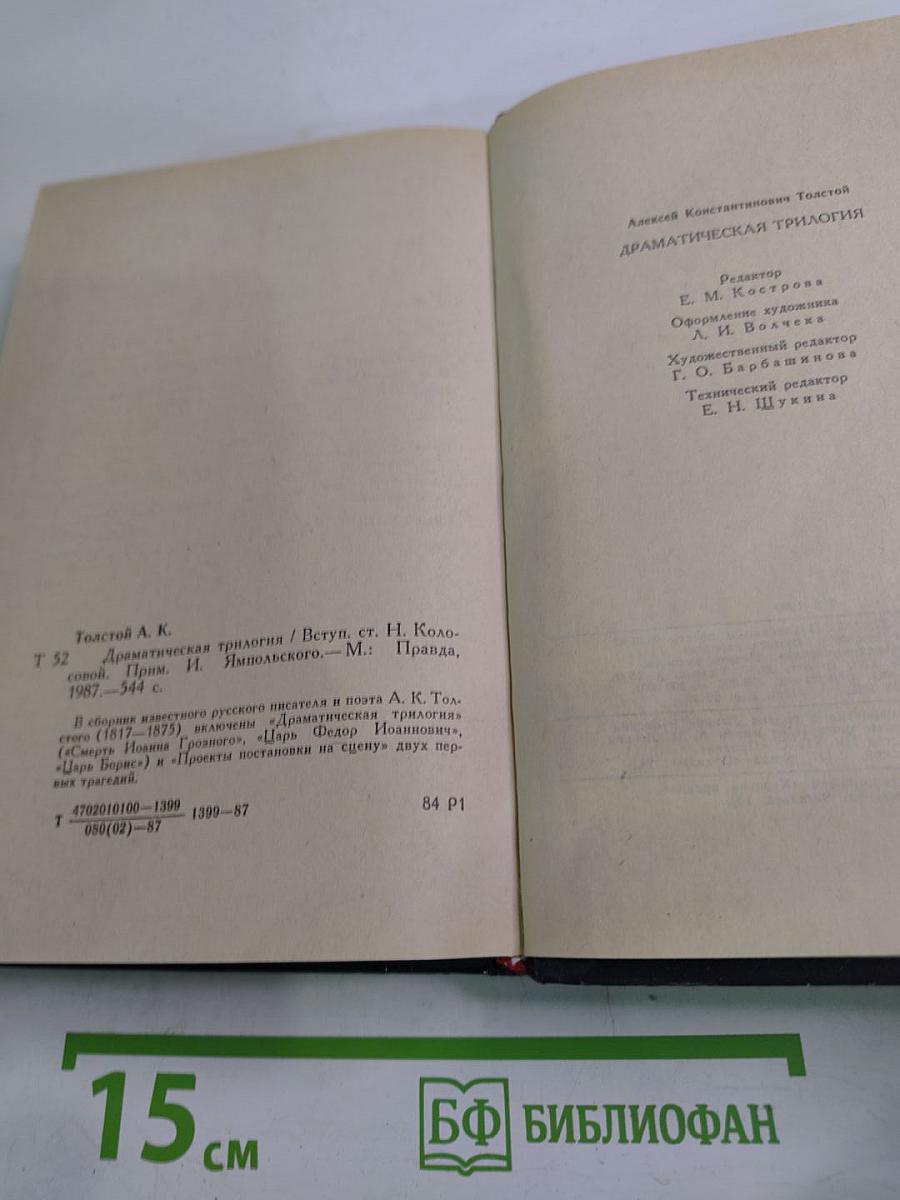 Толстой А. К.
Т 52 Драматическая трилогия / Вступ. ст. Н. Коло-
совой. Прим. И. Ямпольского.— М.: Правда,
1987.—544 с.
В сборник известного русского писателя и поэта А. К. Тол-
стого (1817—1875) включены «Драматическая трилогия»
(«Смерть Иоанна Грозного», «Царь Федор Иоаннович»,
«Царь Борис») и «Проекты постановки на сцену» двух пер-
вых трагедий.
Т 4702010100—1399 1399—87
080(02)—87
84 Р1
Алексей Константинович Толстой
ДРАМАТИЧЕСКАЯ ТРИЛОГИЯ
Редактор
Е. М. Кострова
Оформление художника
Л. И. Волчека
Художественный редактор
Г. О. Барбашинова
Технический редактор
Е. Н. Щукина
15 см
БФ БИБЛИОФАН